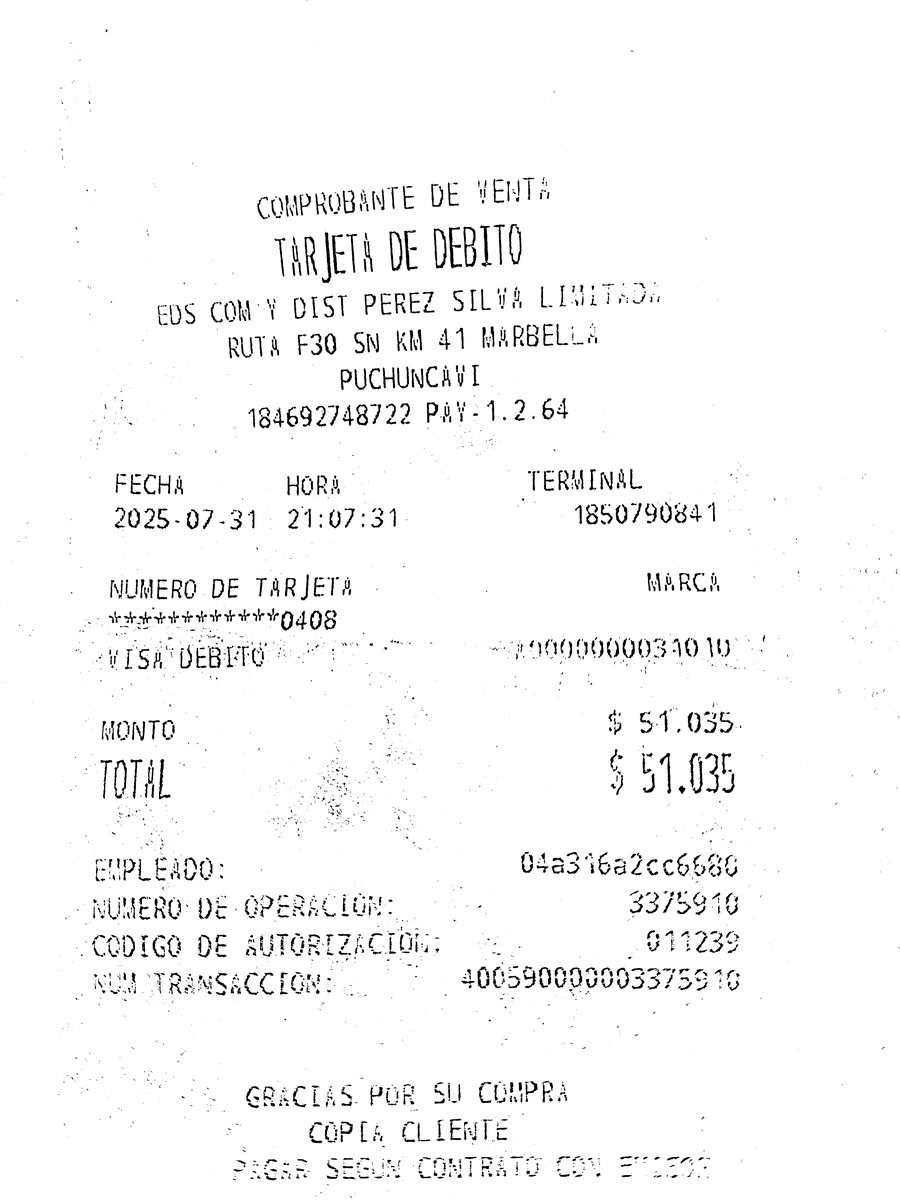 COMPROBANTE DE VENTA
TARJETA DE DEBITO
EDS COM Y DIST PEREZ SILVA LIMITADA
RUTA F30 SN KM 41 MARBELLA
PUCHUNCAVI
184692748722 PAY-1.2.64
FECHA HORA TERMINAL
2025-07-31 21:07:31 1850790841
NUMERO DE TARJETA MARCA
************0408
VISA DEBITO A0000000031010
MONTO $ 51.035
TOTAL $ 51.035
EMPLEADO: 04a316a2cc6680
NUMERO DE OPERACION: 3375910
CODIGO DE AUTORIZACION: 011239
NUM TRANSACCION: 400590000003375910
GRACIAS POR SU COMPRA
COPIA CLIENTE
PAGAR SEGUN CONTRATO CON EMISOR